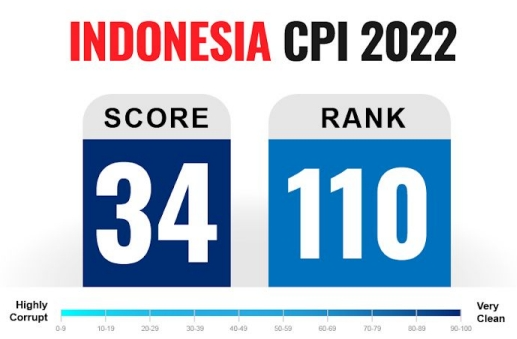 INDONESIA CPI 2022
SCORE
34
RANK
110
Highly
Corrupt
0-9 10-19 20-29 30-39 40-49 50-59 60-69 70-79 80-89 90-100
Very
Clean